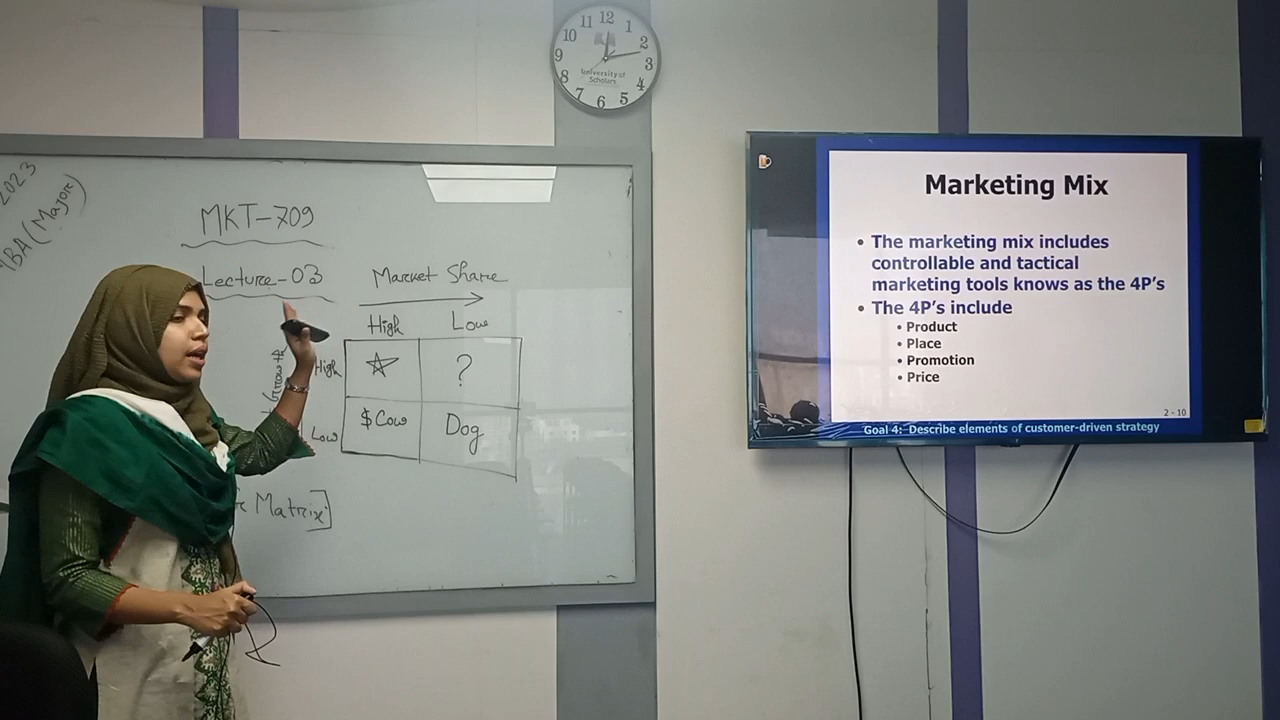 2023
MBA (Major)
MKT-709
Lecture-03
Market Share
High Low
High
?
Low
$ Cow
Dog
Matrix]
12
1
2
3
4
5
6
7
8
9
10
11
University of
Scholars
Marketing Mix
• The marketing mix includes
controllable and tactical
marketing tools knows as the 4P's
• The 4P's include
• Product
• Place
• Promotion
• Price
2 - 10
Goal 4: Describe elements of customer-driven strategy